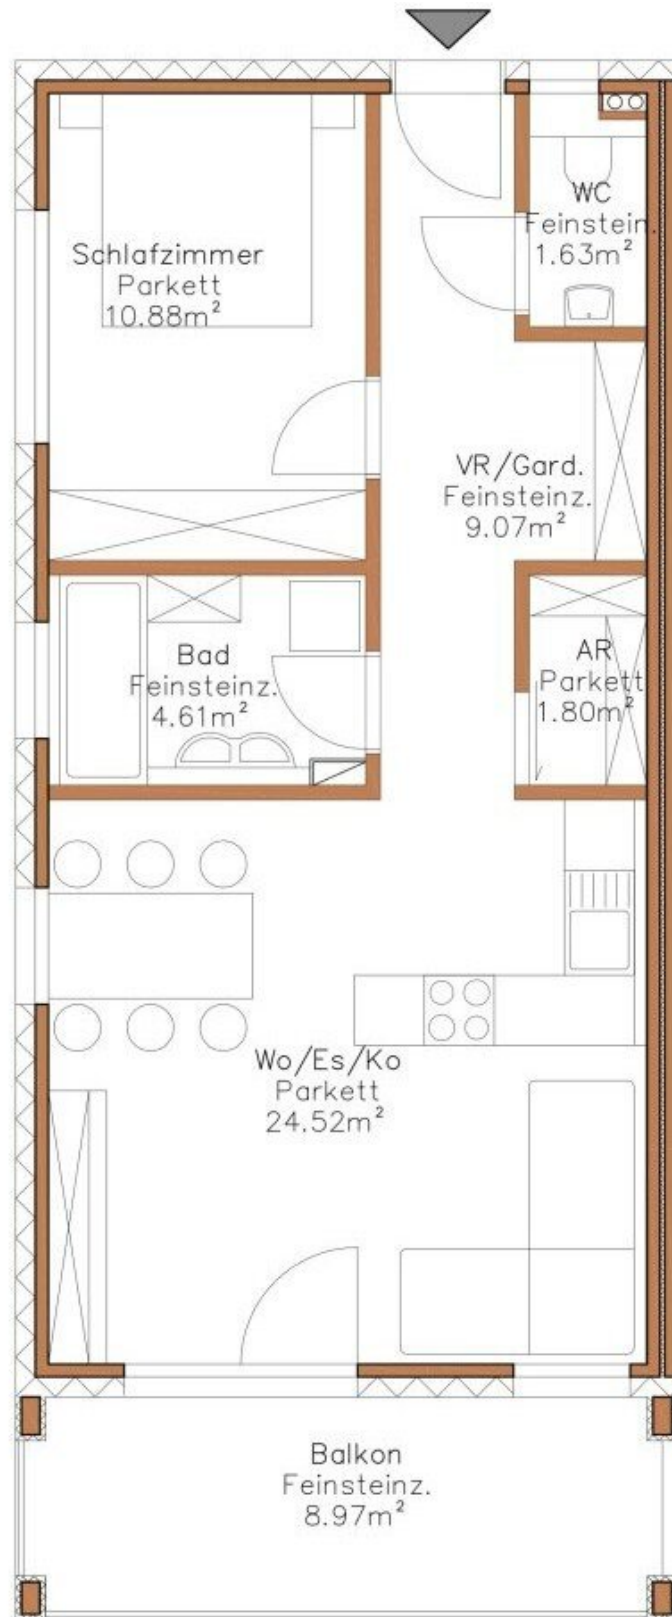 WC
Feinstein.
1.63m²
Schlafzimmer
Parkett
10.88m²
VR/Gard.
Feinsteinz.
9.07m²
Bad
Feinsteinz.
4.61m²
AR
Parkett
1.80m²
Wo/Es/Ko
Parkett
24.52m²
Balkon
Feinsteinz.
8.97m²